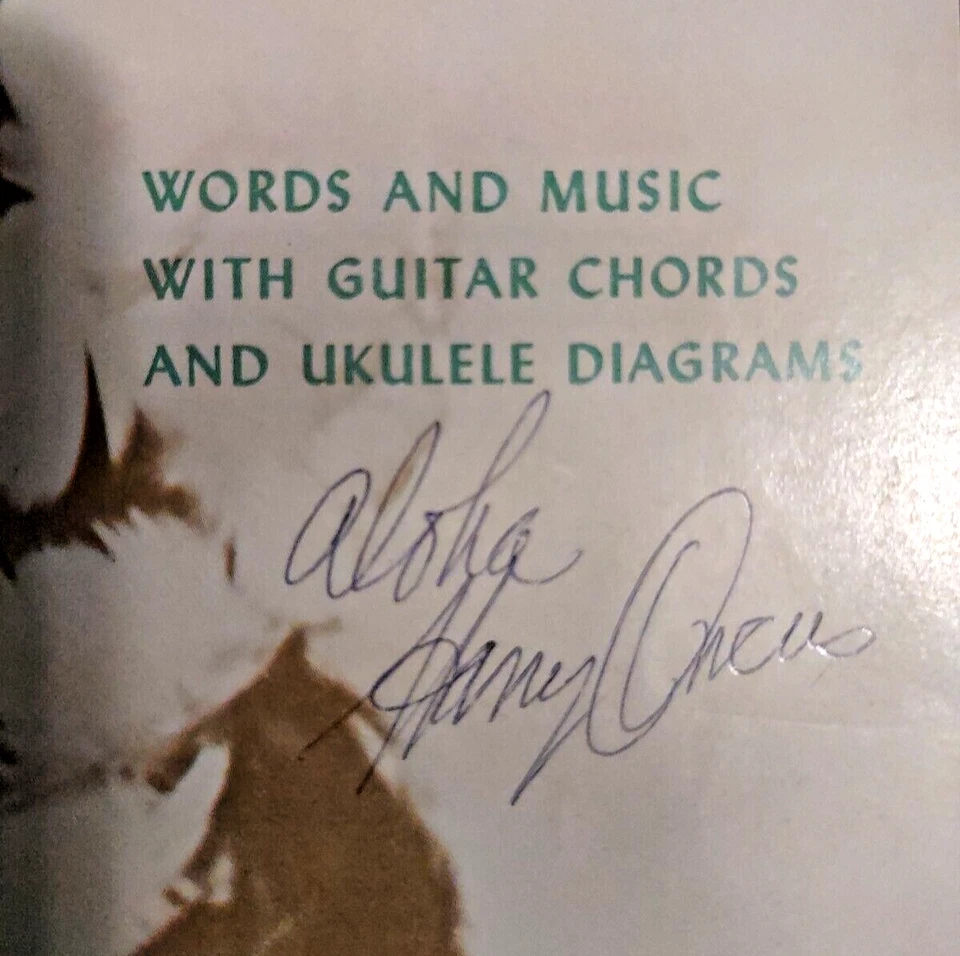 WORDS AND MUSIC
WITH GUITAR CHORDS
AND UKULELE DIAGRAMS
Aloha
Harry Owens